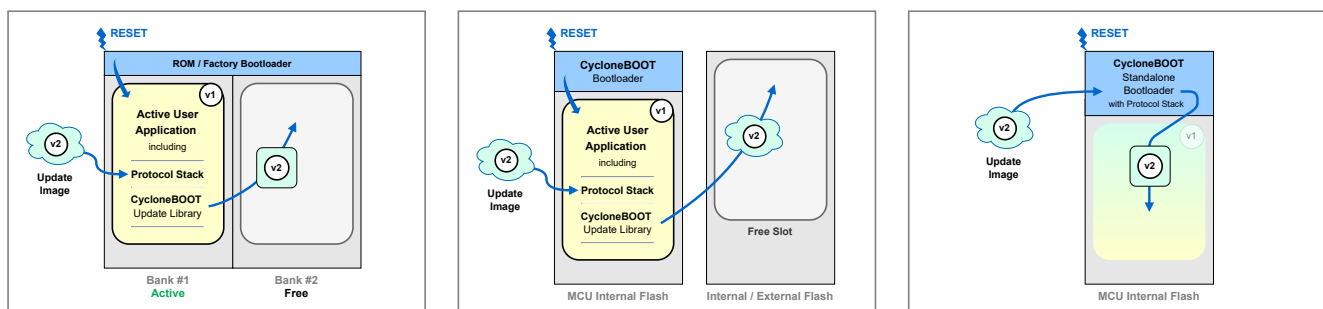 RESET
ROM / Factory Bootloader
v1
Active User
Application
including
v2
Update
Image
Protocol Stack
CycloneBOOT
Update Library
v2
Bank #1
Active
Bank #2
Free
RESET
CycloneBOOT
Bootloader
v1
Active User
Application
including
v2
Update
Image
Protocol Stack
CycloneBOOT
Update Library
v2
Free Slot
MCU Internal Flash
Internal / External Flash
RESET
CycloneBOOT
Standalone
Bootloader
with Protocol Stack
v2
Update
Image
v1
v2
MCU Internal Flash